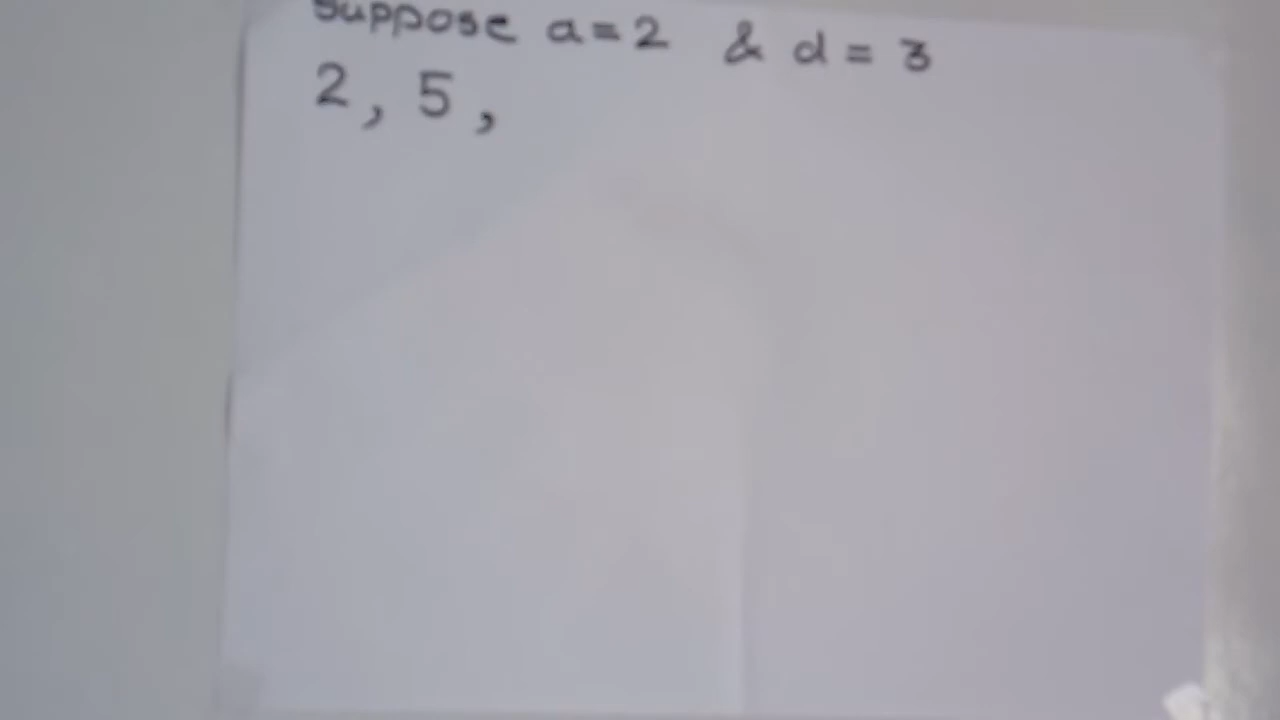 Suppose a = 2 & d = 3
2, 5,